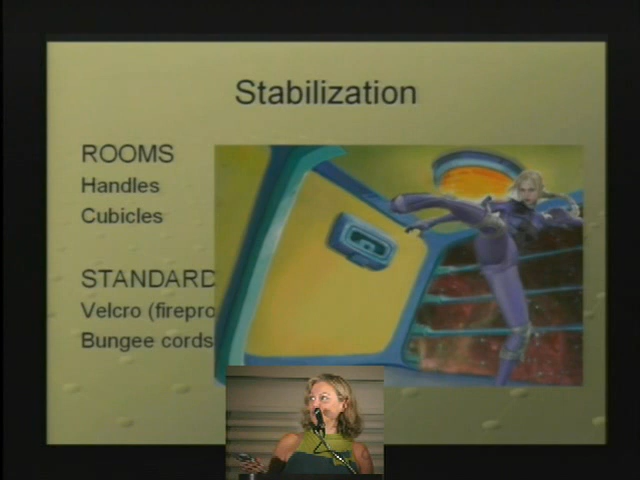 Stabilization
ROOMS
Handles
Cubicles
STANDARD
Velcro (firepro
Bungee cords